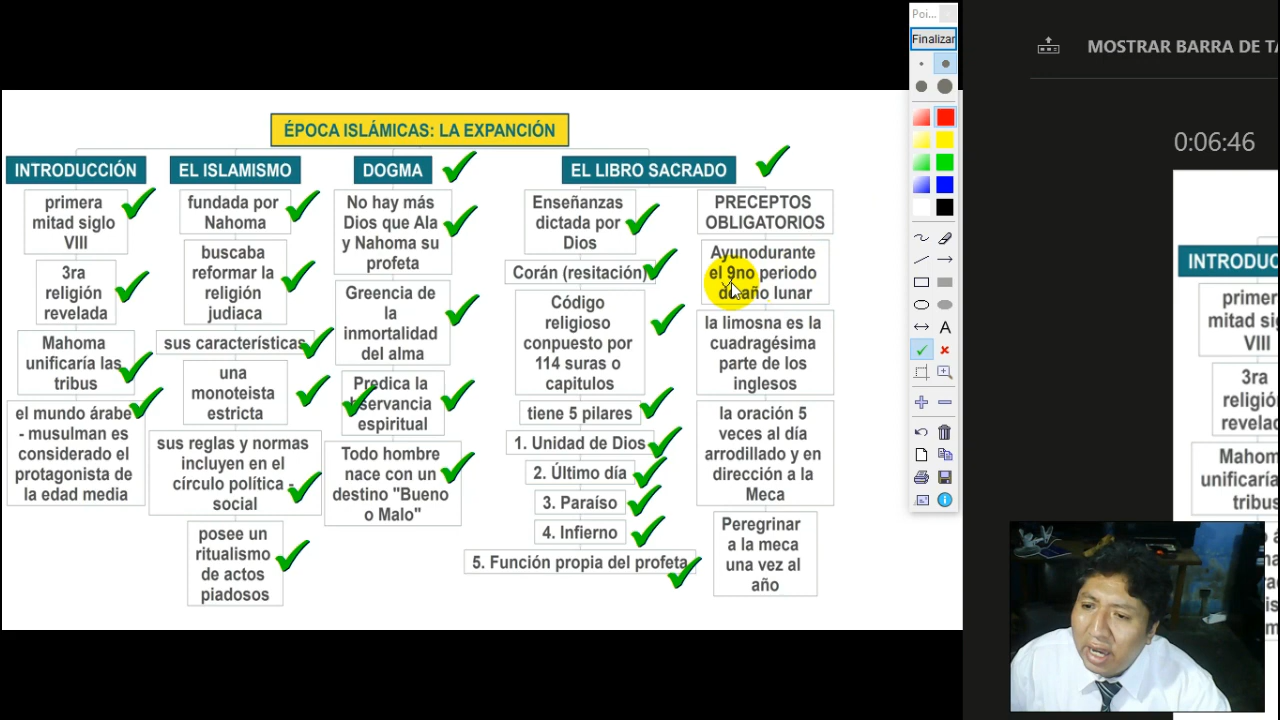 ÉPOCA ISLÁMICAS: LA EXPANCIÓN
INTRODUCCIÓN
primera
mitad siglo
VIII
3ra
religión
revelada
Mahoma
unificaría las
tribus
el mundo árabe
- musulman es
considerado el
protagonista de
la edad media
EL ISLAMISMO
fundada por
Nahoma
buscaba
reformar la
religión
judiaca
sus características
una
monoteista
estricta
sus reglas y normas
incluyen en el
círculo política -
social
posee un
ritualismo
de actos
piadosos
DOGMA
No hay más
Dios que Ala
y Nahoma su
profeta
Greencia de
la
inmortalidad
del alma
Predica la
bservancia
espiritual
Todo hombre
nace con un
destino "Bueno
o Malo"
EL LIBRO SACRADO
Enseñanzas
dictada por
Dios
Corán (resitación)
Código
religioso
conpuesto por
114 suras o
capitulos
tiene 5 pilares
1. Unidad de Dios
2. Último día
3. Paraíso
4. Infierno
5. Función propia del profeta
PRECEPTOS
OBLIGATORIOS
Ayunodurante
el 9no periodo
de año lunar
la limosna es la
cuadragésima
parte de los
inglesos
la oración 5
veces al día
arrodillado y en
dirección a la
Meca
Peregrinar
a la meca
una vez al
año
Poi...
Finalizar
A
MOSTRAR BARRA DE TA
0:06:46
INTRODUC
primer
mitad sig
VIII
3ra
religió
revelad
Mahom
unificaría
tribus